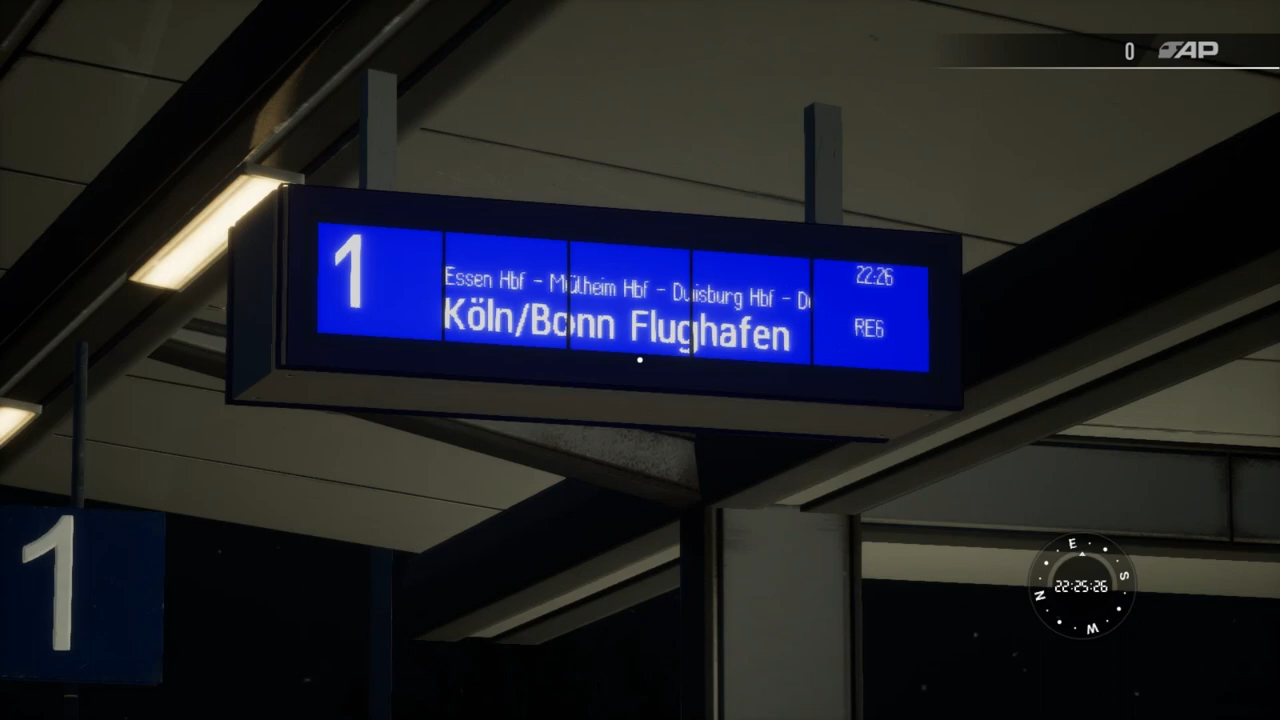 0 AP
1
Essen Hbf - Mülheim Hbf - Duisburg Hbf - D
Köln/Bonn Flughafen
22:26
RE6
1
E
S
22:25:26
N
W